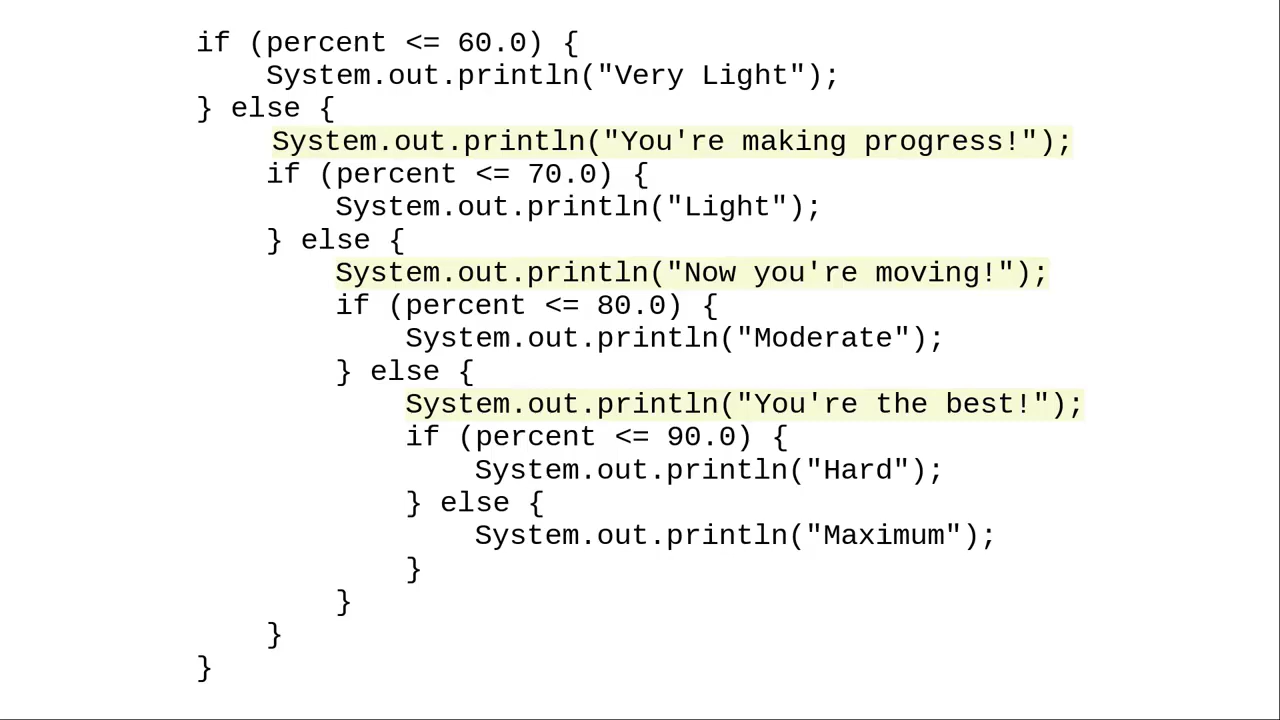 if (percent <= 60.0) {
    System.out.println("Very Light");
} else {
    System.out.println("You're making progress!");
    if (percent <= 70.0) {
        System.out.println("Light");
    } else {
        System.out.println("Now you're moving!");
        if (percent <= 80.0) {
            System.out.println("Moderate");
        } else {
            System.out.println("You're the best!");
            if (percent <= 90.0) {
                System.out.println("Hard");
            } else {
                System.out.println("Maximum");
            }
        }
    }
}